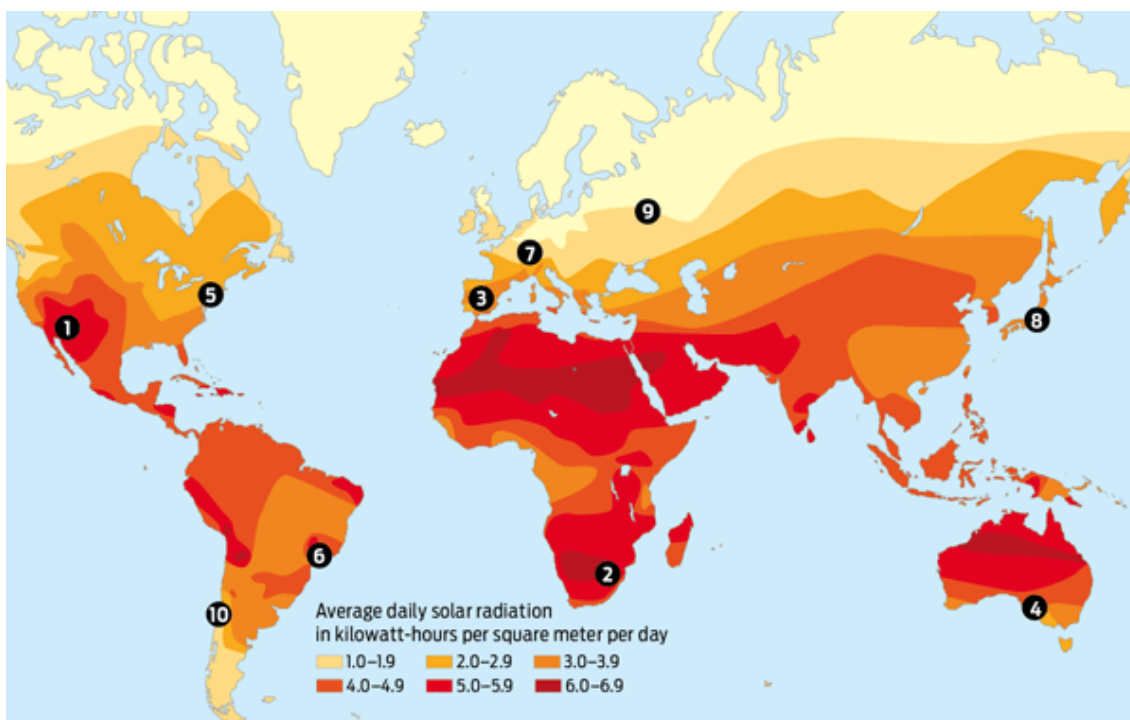 9
7
5
3
1
8
6
2
10
4
Average daily solar radiation
in kilowatt-hours per square meter per day
1.0–1.9 2.0–2.9 3.0–3.9
4.0–4.9 5.0–5.9 6.0–6.9